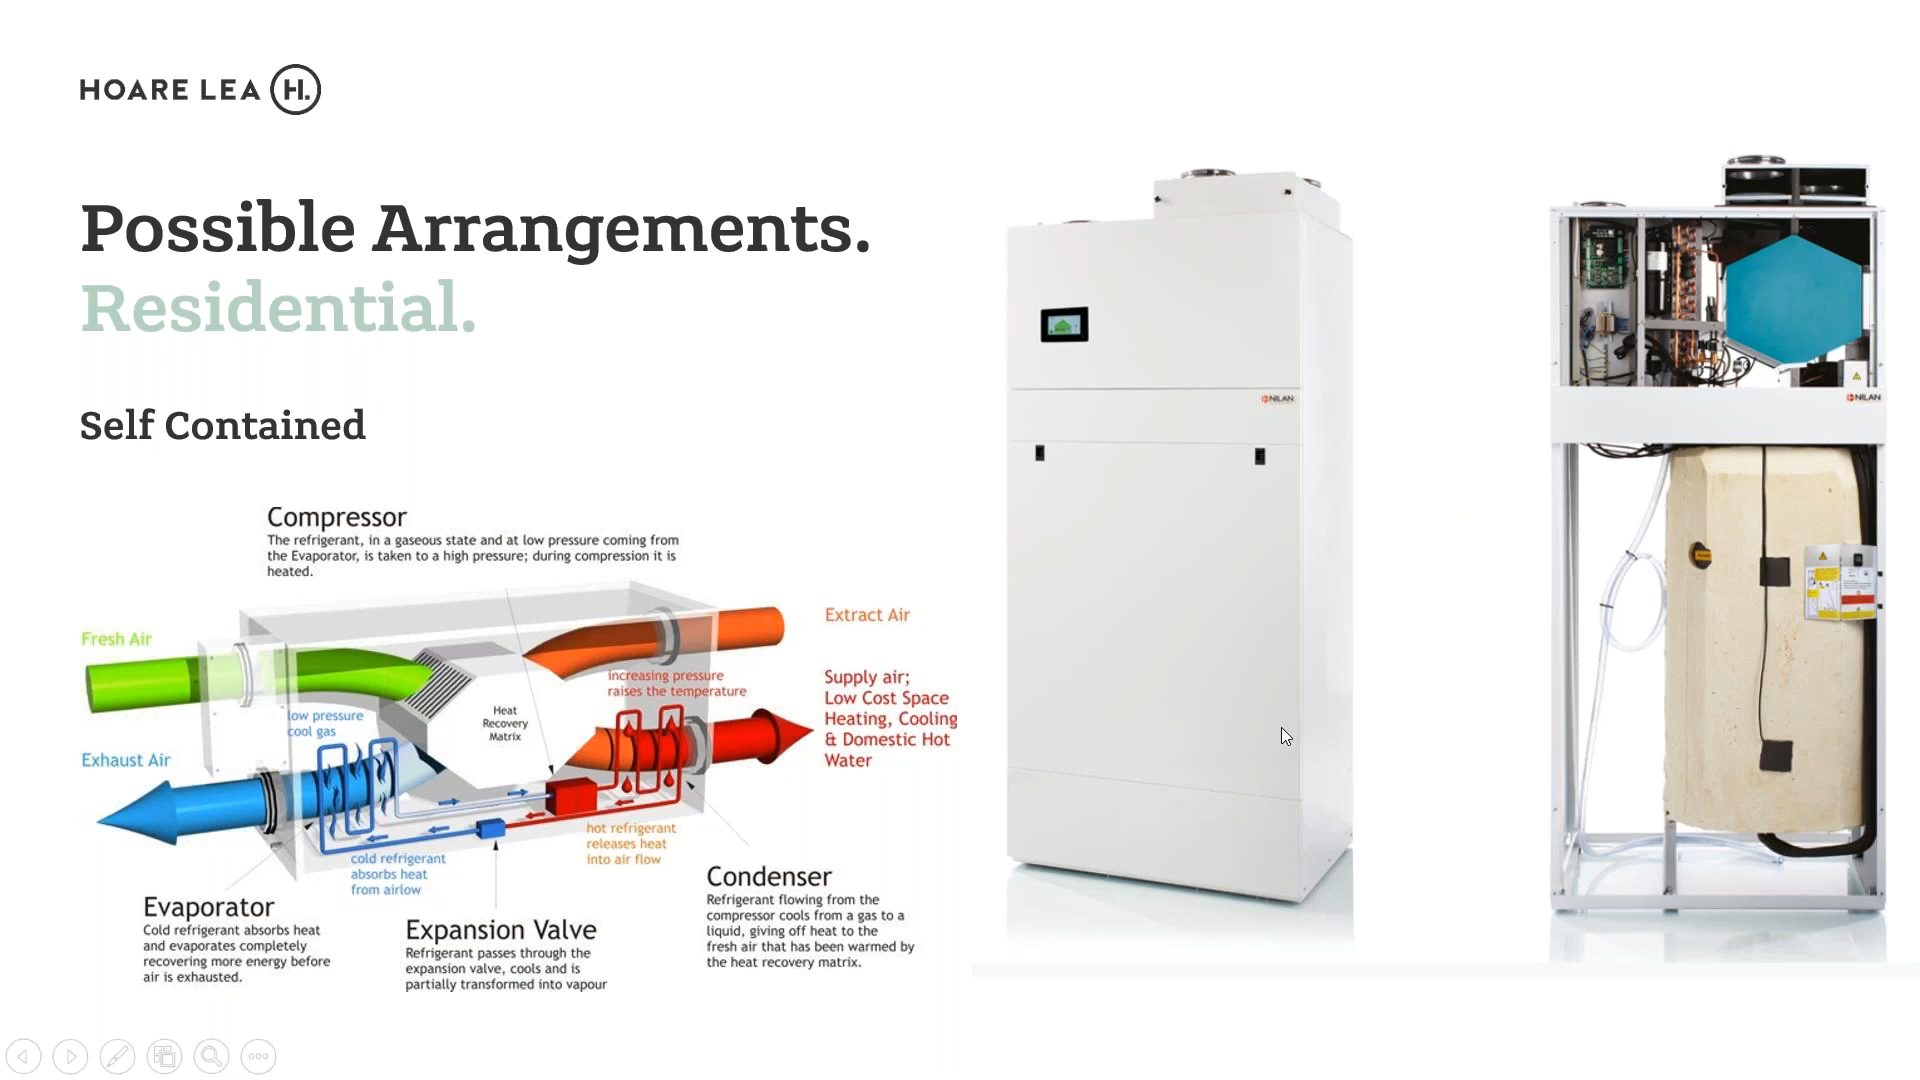 HOARE LEA H.
Possible Arrangements.
Residential.
Self Contained
Compressor
The refrigerant, in a gaseous state and at low pressure coming from
the Evaporator, is taken to a high pressure; during compression it is
heated.
Fresh Air
Extract Air
increasing pressure
raises the temperature
Supply air;
Low Cost Space
Heating, Cooling
& Domestic Hot
Water
low pressure
cool gas
Heat
Recovery
Matrix
Exhaust Air
hot refrigerant
releases heat
into air flow
cold refrigerant
absorbs heat
from airlow
Evaporator
Cold refrigerant absorbs heat
and evaporates completely
recovering more energy before
air is exhausted.
Expansion Valve
Refrigerant passes through the
expansion valve, cools and is
partially transformed into vapour
Condenser
Refrigerant flowing from the
compressor cools from a gas to a
liquid, giving off heat to the
fresh air that has been warmed by
the heat recovery matrix.
NILAN
NILAN